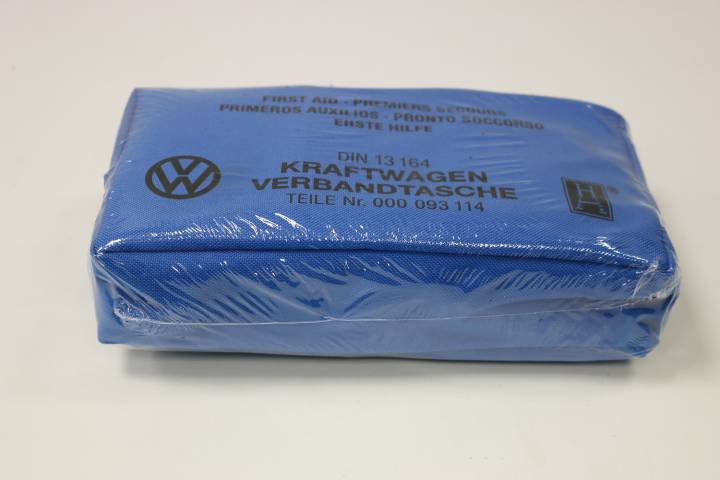 FIRST AID · PREMIERS SECOURS
PRIMEROS AUXILIOS · PRONTO SOCCORSO
ERSTE HILFE
DIN 13 164
KRAFTWAGEN
VERBANDTASCHE
TEILE Nr. 000 093 114
VW
H
®